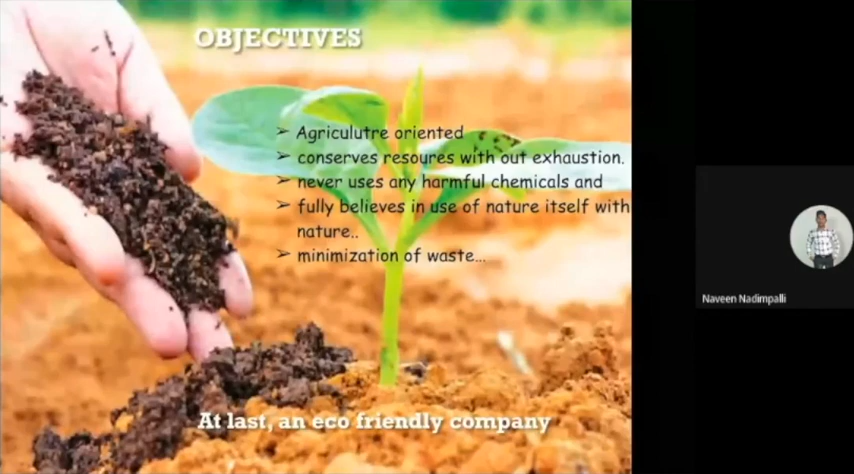 OBJECTIVES
➢ Agriculutre oriented
➢ conserves resoures with out exhaustion.
➢ never uses any harmful chemicals and
➢ fully believes in use of nature itself with
nature..
➢ minimization of waste...
At last, an eco friendly company
Naveen Nadimpalli